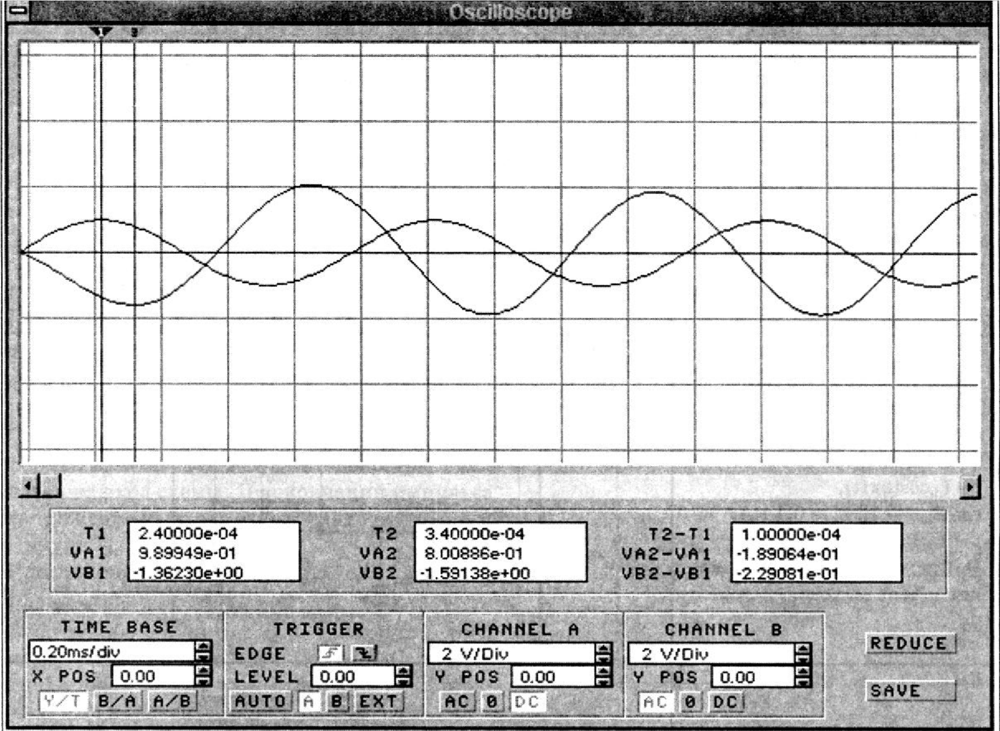 Oscilloscope
1 2
T1 2.40000e-04 T2 3.40000e-04 T2-T1 1.00000e-04
VA1 9.89949e-01 VA2 8.00886e-01 VA2-VA1 -1.89064e-01
VB1 -1.36230e+00 VB2 -1.59138e+00 VB2-VB1 -2.29081e-01
TIME BASE TRIGGER CHANNEL A CHANNEL B
0.20ms/div EDGE 2 V/Div 2 V/Div REDUCE
X POS 0.00 LEVEL 0.00 Y POS 0.00 Y POS 0.00
Y/T B/A A/B AUTO A B EXT AC 0 DC AC 0 DC SAVE